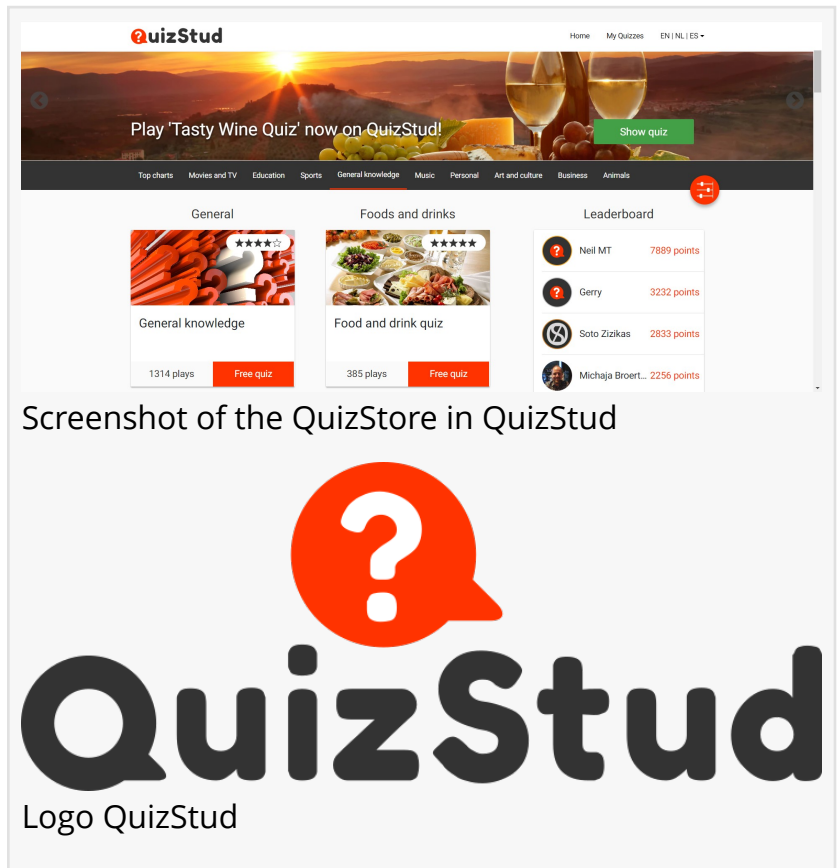 QuizStud
Home My Quizzes EN | NL | ES
Play 'Tasty Wine Quiz' now on QuizStud!
Show quiz
Top charts Movies and TV Education Sports General knowledge Music Personal Art and culture Business Animals
General Foods and drinks Leaderboard
Neil MT 7889 points
Gerry 3232 points
General knowledge Food and drink quiz
Soto Zizikas 2833 points
1314 plays Free quiz 385 plays Free quiz
Michaja Broert... 2256 points
Screenshot of the QuizStore in QuizStud
?
QuizStud
Logo QuizStud